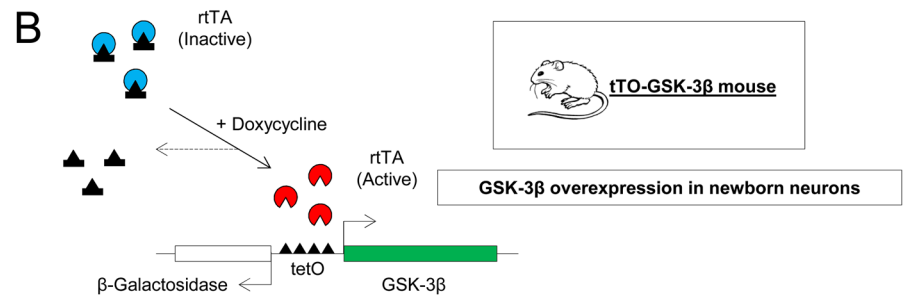 B
rtTA
(Inactive)
+ Doxycycline
rtTA
(Active)
tetO
β-Galactosidase
GSK-3β
tTO-GSK-3β mouse
GSK-3β overexpression in newborn neurons